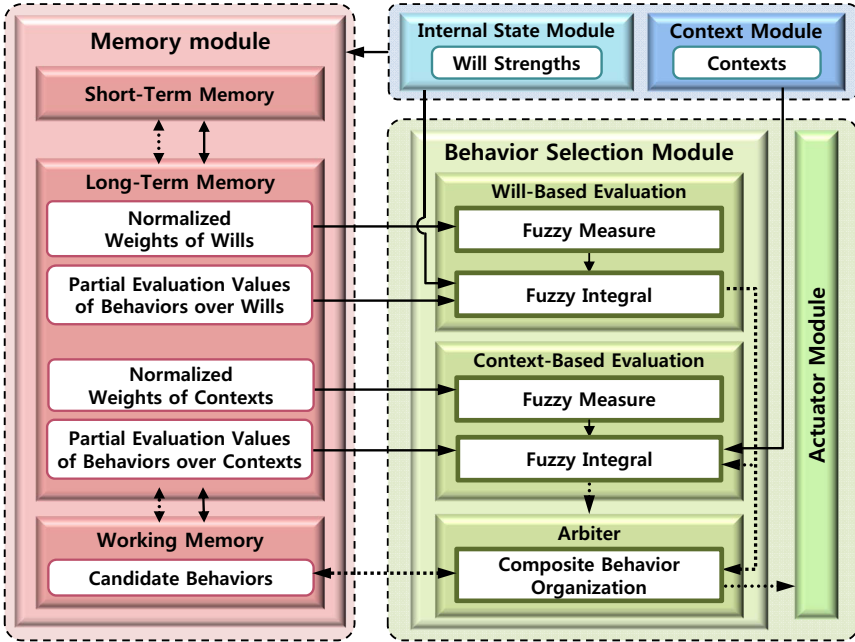 Memory module
Short-Term Memory
Long-Term Memory
Normalized
Weights of Wills
Partial Evaluation Values
of Behaviors over Wills
Normalized
Weights of Contexts
Partial Evaluation Values
of Behaviors over Contexts
Working Memory
Candidate Behaviors
Internal State Module
Will Strengths
Context Module
Contexts
Behavior Selection Module
Will-Based Evaluation
Fuzzy Measure
Fuzzy Integral
Context-Based Evaluation
Fuzzy Measure
Fuzzy Integral
Arbiter
Composite Behavior
Organization
Actuator Module